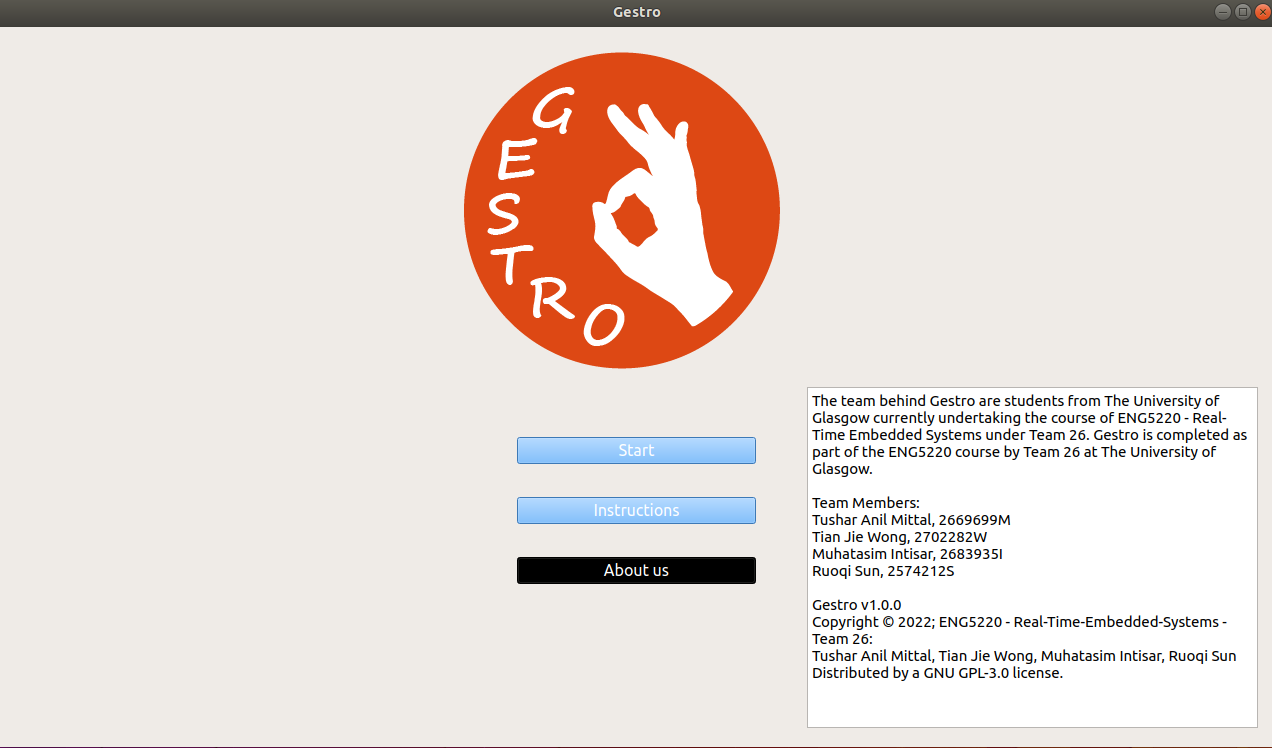 Gestro
GESTRO
Start
Instructions
About us
The team behind Gestro are students from The University of
Glasgow currently undertaking the course of ENG5220 - Real-
Time Embedded Systems under Team 26. Gestro is completed as
part of the ENG5220 course by Team 26 at The University of
Glasgow.
Team Members:
Tushar Anil Mittal, 2669699M
Tian Jie Wong, 2702282W
Muhatasim Intisar, 2683935I
Ruoqi Sun, 2574212S
Gestro v1.0.0
Copyright © 2022; ENG5220 - Real-Time-Embedded-Systems -
Team 26:
Tushar Anil Mittal, Tian Jie Wong, Muhatasim Intisar, Ruoqi Sun
Distributed by a GNU GPL-3.0 license.